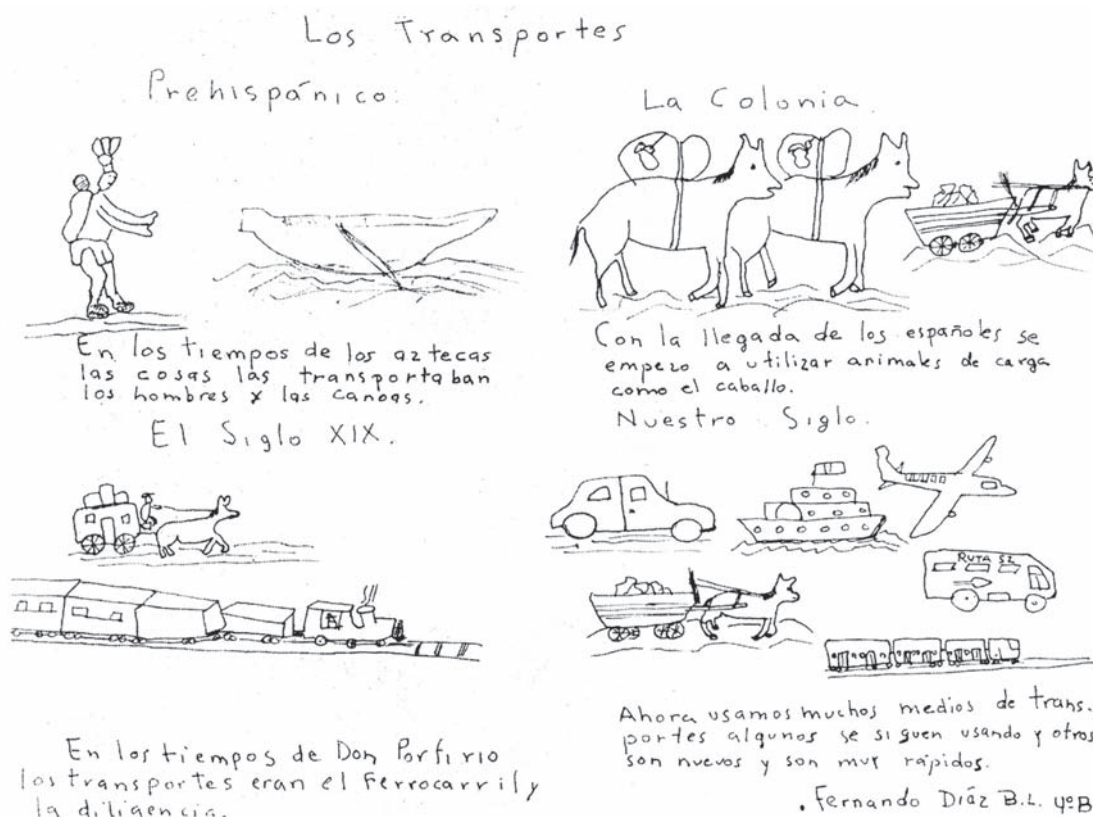 Los Transportes
Prehispánico.
En los tiempos de los aztecas
las cosas las transportaban
los hombres y las canoas.
La Colonia.
Con la llegada de los españoles se
empezo a utilizar animales de carga
como el caballo.
El Siglo XIX.
En los tiempos de Don Porfirio
los transportes eran el Ferrocarril y
la diligencia.
Nuestro Siglo.
RUTA 52
Ahora usamos muchos medios de trans.
portes algunos se siguen usando y otros
son nuevos y son muy rápidos.
. Fernando Diáz B.L. 4º B